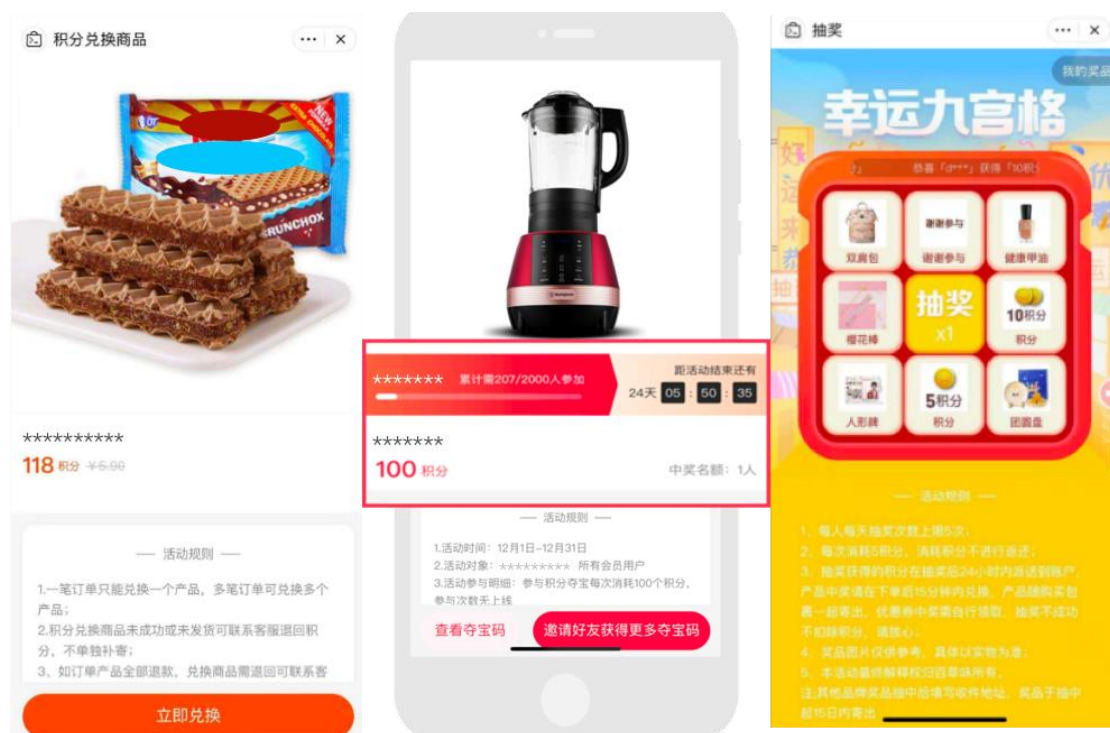 积分兑换商品
NEW
EXTRA CHOCOLATE
CRUNCHOX
**********
118 积分 ¥5.90
— 活动规则 —
1.一笔订单只能兑换一个产品，多笔订单可兑换多个
产品；
2.积分兑换商品未成功或未发货可联系客服退回积
分，不单独补寄；
3、如订单产品全部退款，兑换商品需退回可联系客
立即兑换
******* 累计需207/2000人参加
距活动结束还有
24天 05 : 50 : 35
*******
100 积分
中奖名额：1人
— 活动规则 —
1.活动时间：12月1日-12月31日
2.活动对象：********* 所有会员用户
3.活动参与明细：参与积分夺宝每次消耗100个积分，
参与次数无上线
查看夺宝码
邀请好友获得更多夺宝码
抽奖
我的奖品
幸运九宫格
好运来
恭喜「d***」获得「10积
双肩包
谢谢参与
谢谢参与
健康甲油
樱花棒
抽奖
x1
10积分
积分
人形牌
5积分
积分
团圆盒
— 活动规则 —
1、每人每天抽奖次数上限5次；
2、每次消耗5积分，消耗积分不进行返还；
3、抽奖获得的积分在抽奖后24小时内派送到账户，
产品中奖请在下单后15分钟内兑换，产品随购买包
裹一起寄出，优惠券中奖需自行领取，抽奖不成功
不扣除积分，请放心；
4、奖品图片仅供参考，具体以实物为准；
5、本活动最终解释权归百草味所有。
注:其他品牌奖品抽中后填写收件地址，奖品于抽中
起15日内寄出